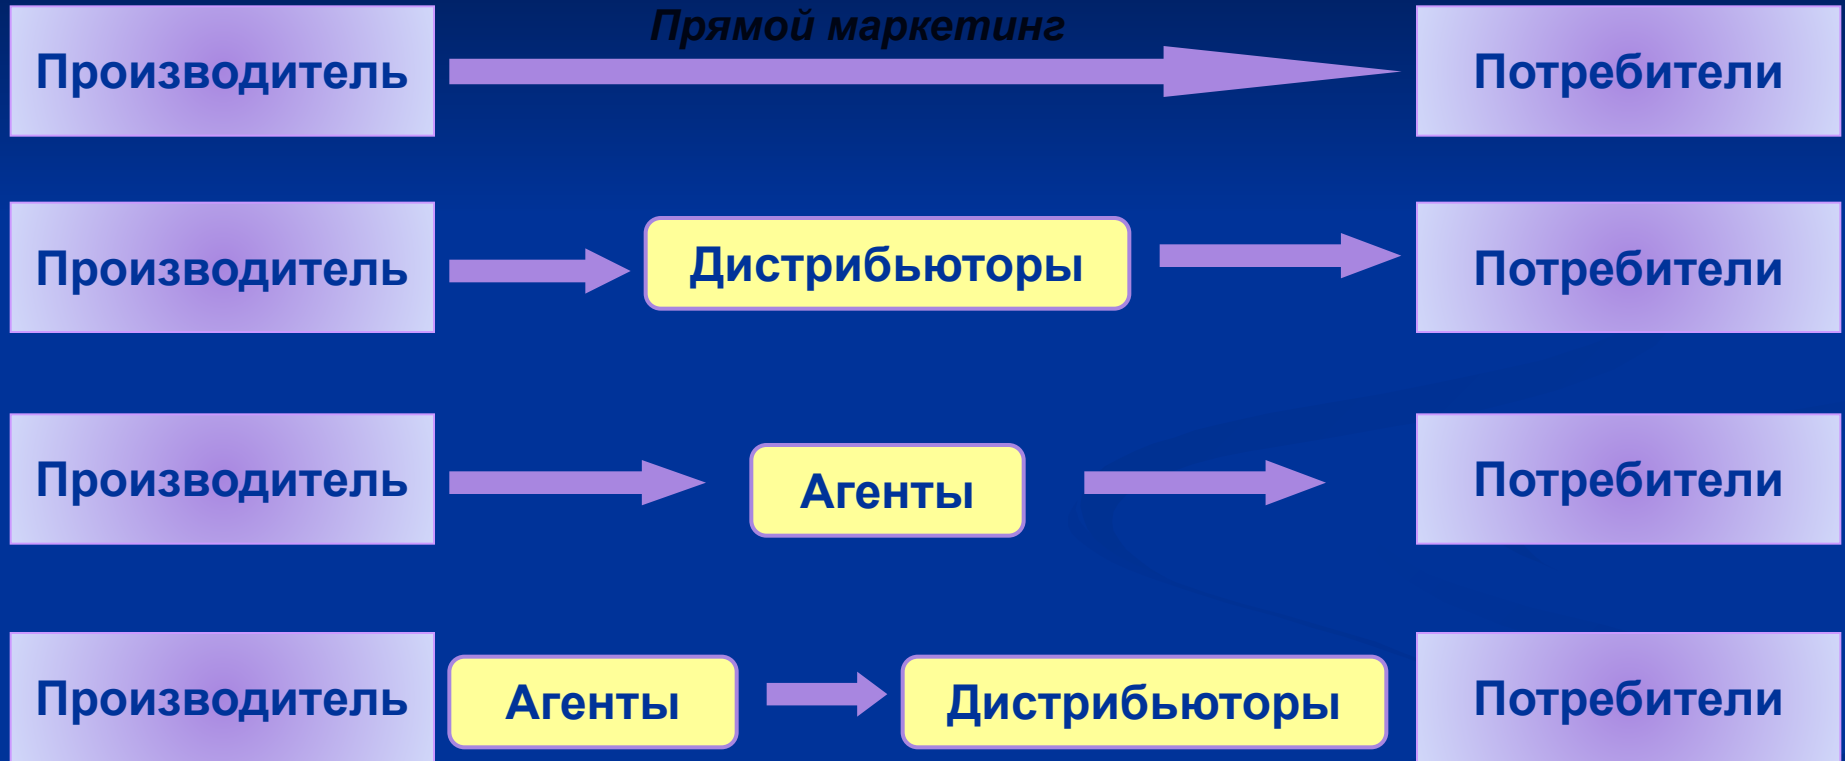 Прямой маркетинг
Производитель
Потребители
Производитель
Дистрибьюторы
Потребители
Производитель
Агенты
Потребители
Производитель
Агенты
Дистрибьюторы
Потребители